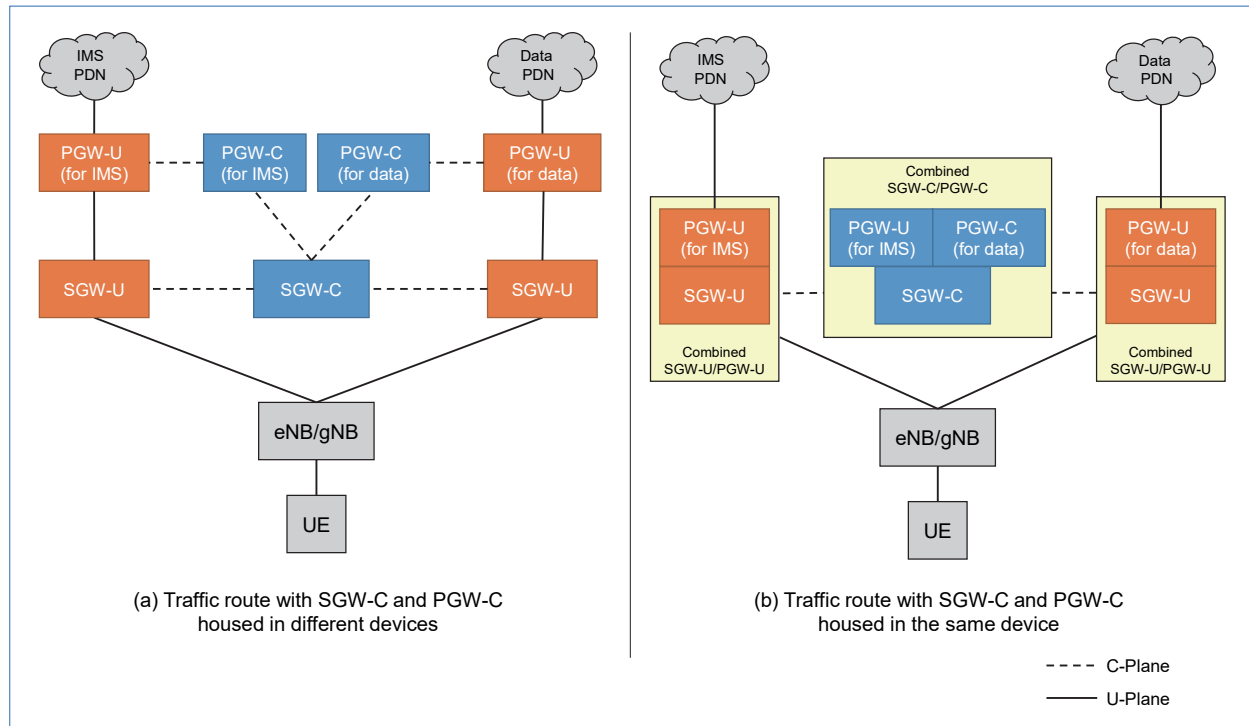 IMS
PDN
Data
PDN
PGW-U
(for IMS)
PGW-C
(for IMS)
PGW-C
(for data)
PGW-U
(for data)
SGW-U
SGW-C
SGW-U
eNB/gNB
UE
(a) Traffic route with SGW-C and PGW-C
housed in different devices
IMS
PDN
Data
PDN
Combined
SGW-C/PGW-C
PGW-U
(for IMS)
PGW-U
(for IMS)
PGW-C
(for data)
PGW-U
(for data)
SGW-U
SGW-C
SGW-U
Combined
SGW-U/PGW-U
Combined
SGW-U/PGW-U
eNB/gNB
UE
(b) Traffic route with SGW-C and PGW-C
housed in the same device
C-Plane
U-Plane